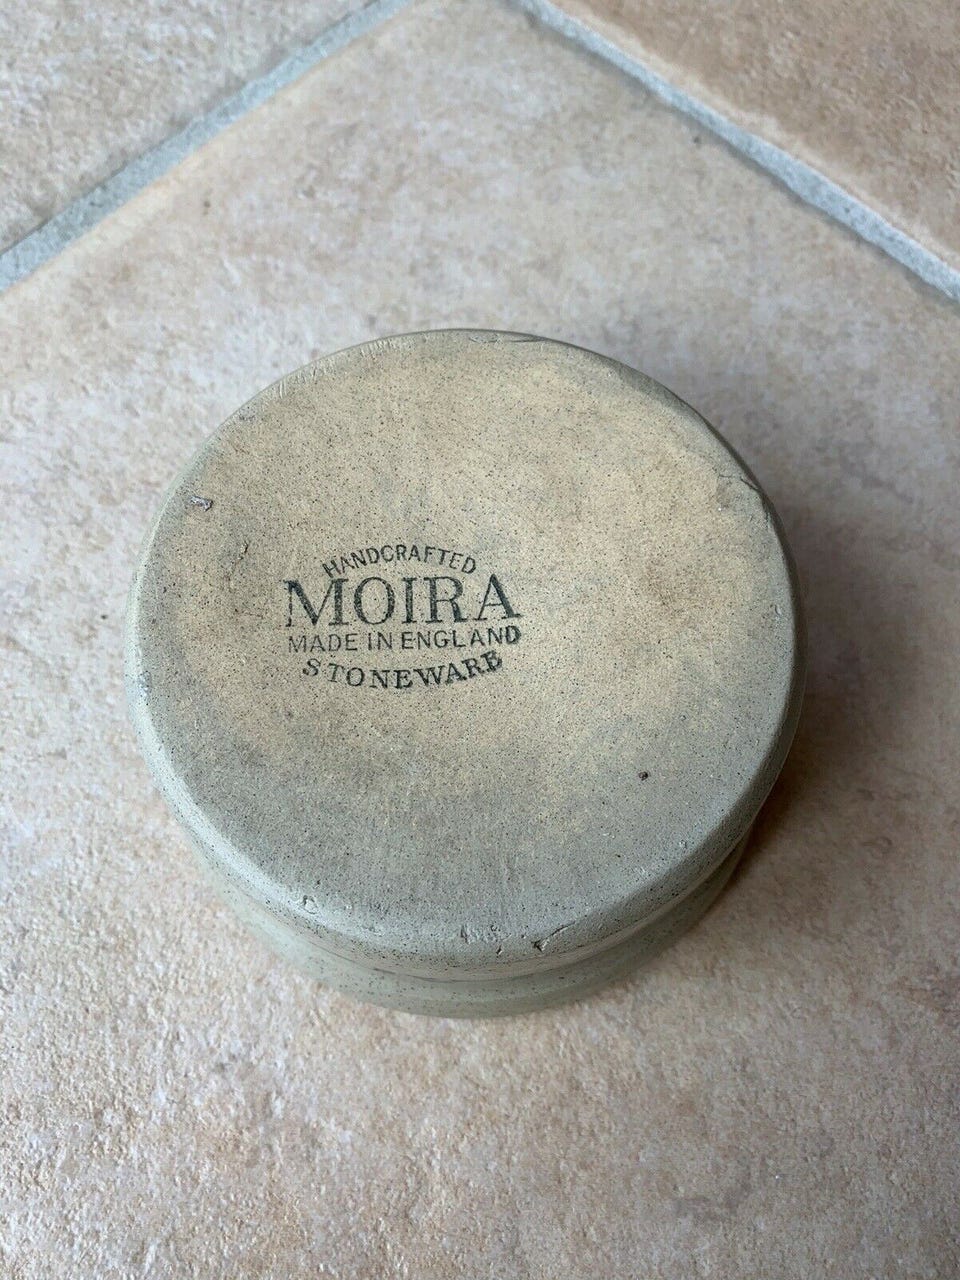 HANDCRAFTED
MOIRA
MADE IN ENGLAND
STONEWARE